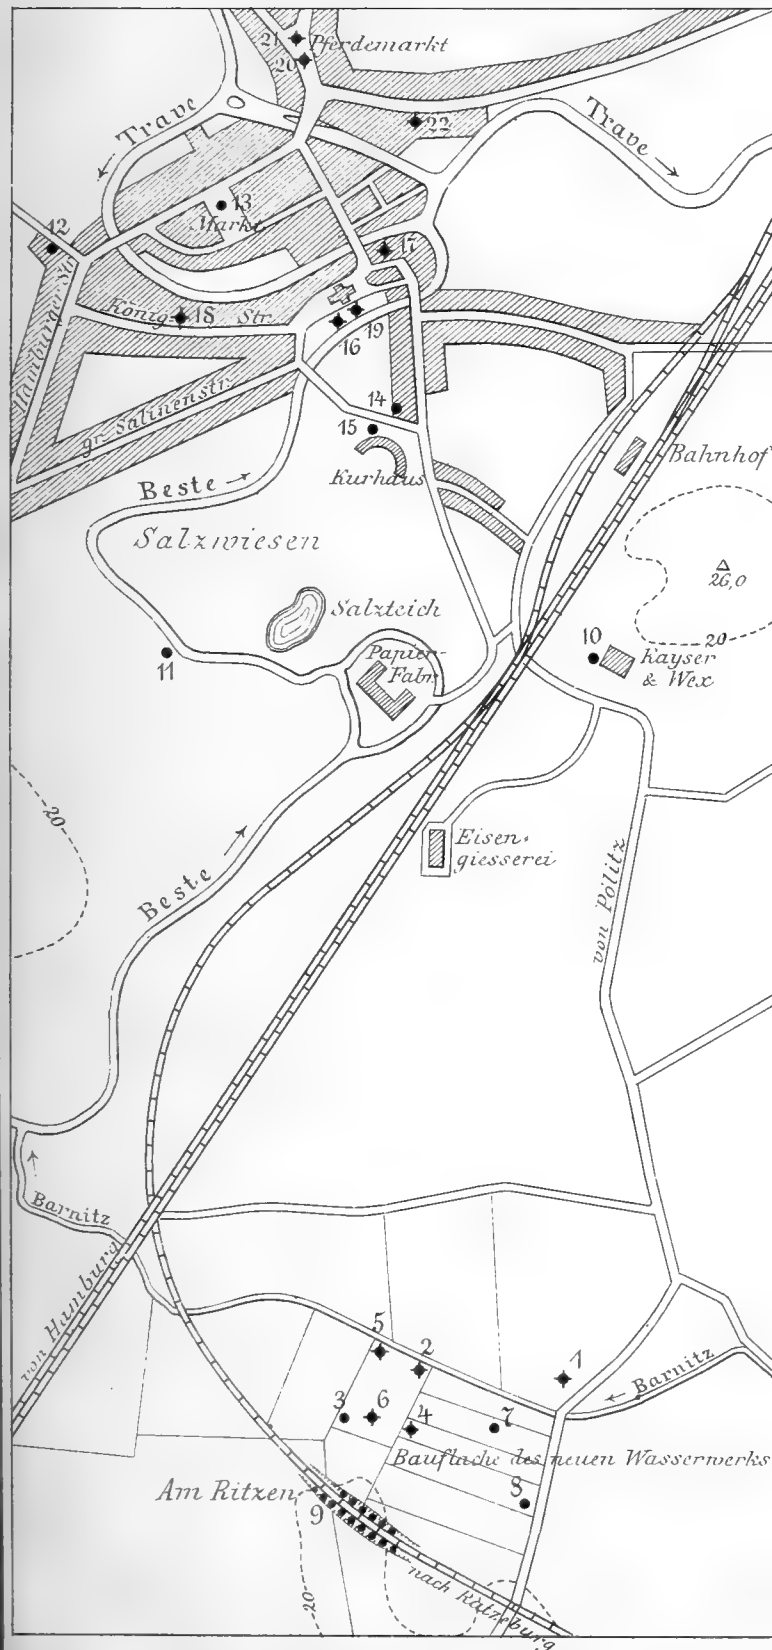 21 Pferdemarkt
20
← Trave
22
Trave →
13
Markt
12
17
König- 18 Str.
19
16
Hamburger Str.
gr. Salinenstr.
14
15
Kurhaus
Bahnhof
Beste →
Salzwiesen
26,0
20
Salzteich
11
Papier-
Fabr.
10
Kayser
& Wex
20
Eisen-
giesserei
Beste →
von Pölitz
Barnitz
von Hamburg
5
2
1
← Barnitz
3
6
4
7
Baufläche des neuen Wasserwerks
8
Am Ritzen
9
20
nach Ratzeburg